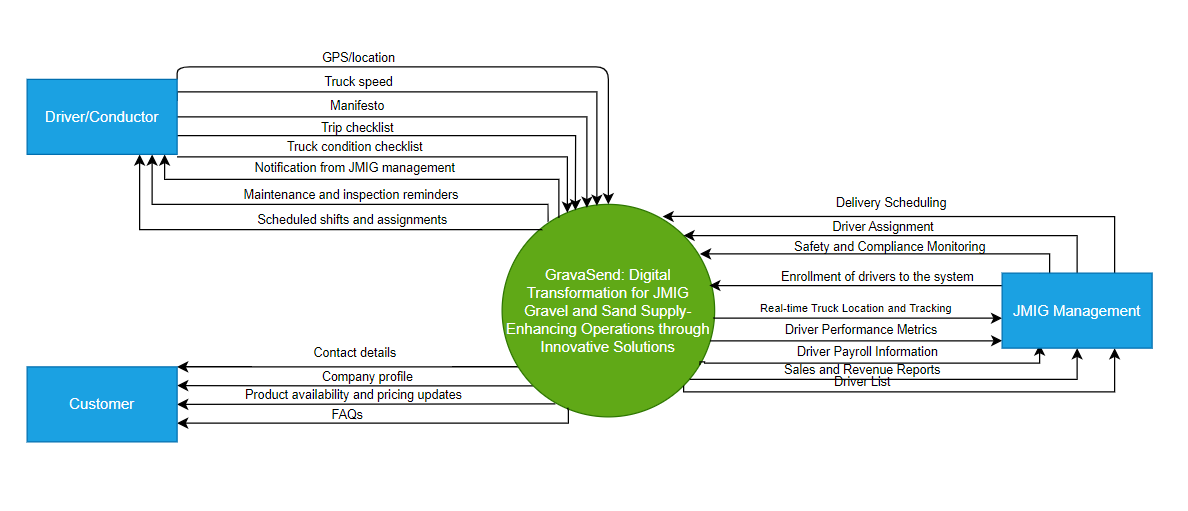 GPS/location
Truck speed
Manifesto
Trip checklist
Truck condition checklist
Notification from JMIG management
Maintenance and inspection reminders
Scheduled shifts and assignments
Driver/Conductor
Delivery Scheduling
Driver Assignment
Safety and Compliance Monitoring
Enrollment of drivers to the system
Real-time Truck Location and Tracking
Driver Performance Metrics
Driver Payroll Information
Sales and Revenue Reports
Driver List
JMIG Management
GravaSend: Digital
Transformation for JMIG
Gravel and Sand Supply-
Enhancing Operations through
Innovative Solutions
Contact details
Company profile
Product availability and pricing updates
FAQs
Customer